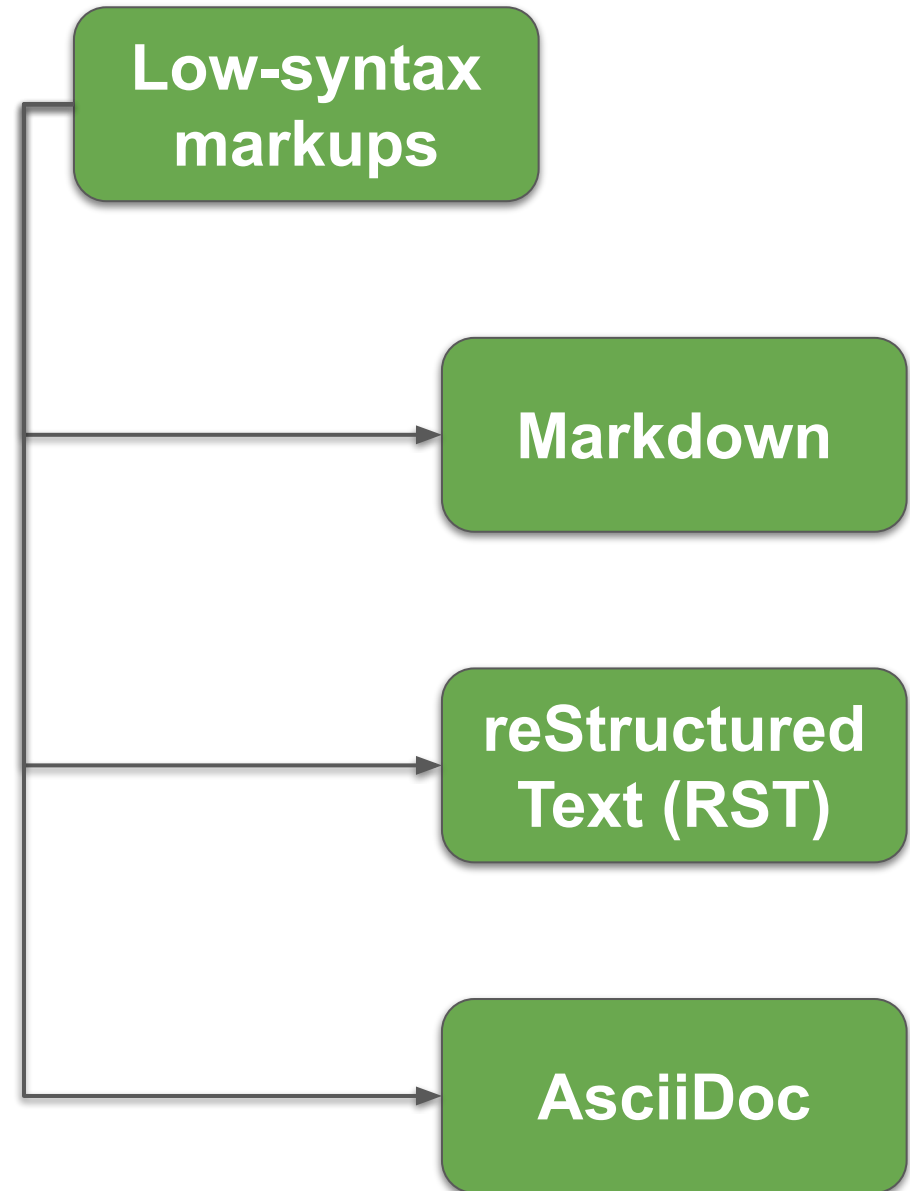 Low-syntax
markups
Markdown
reStructured
Text (RST)
AsciiDoc